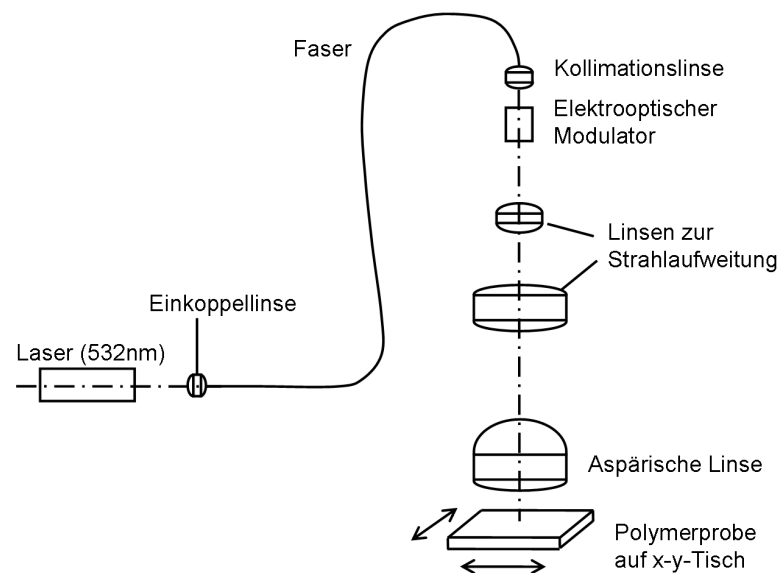 Faser
Kollimationslinse
Elektrooptischer
Modulator
Linsen zur
Strahlaufweitung
Einkoppellinse
Laser (532nm)
Aspärische Linse
Polymerprobe
auf x-y-Tisch